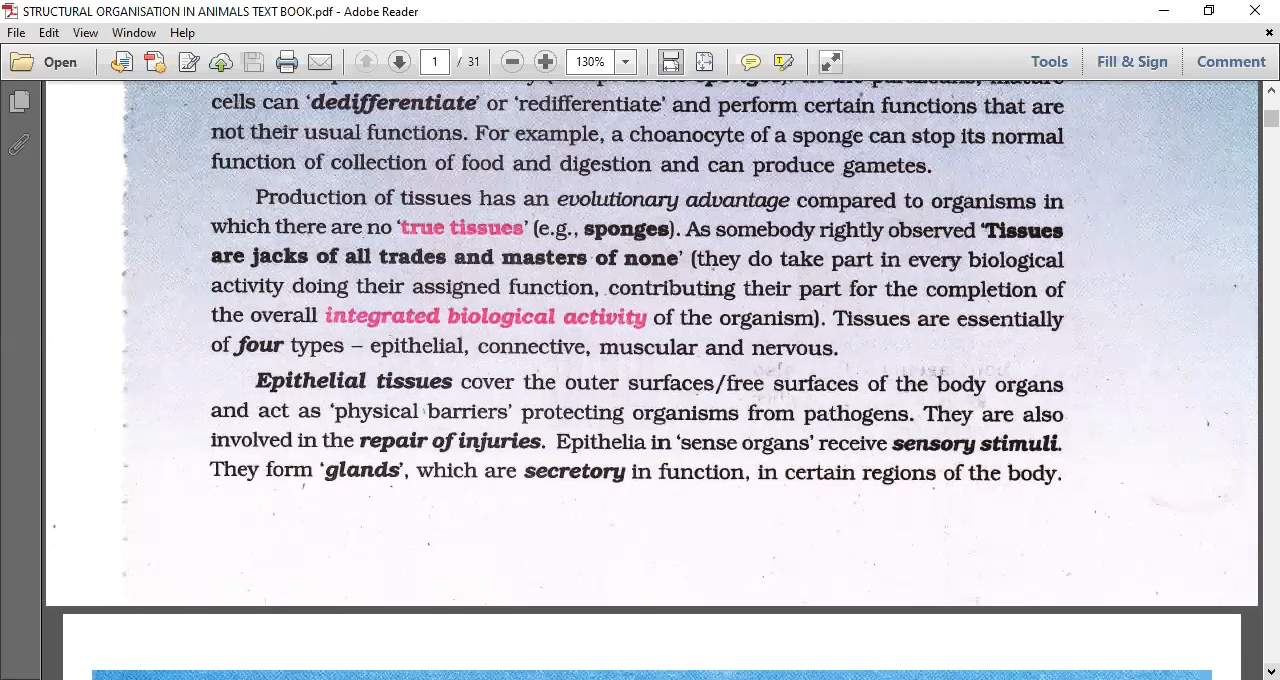 STRUCTURAL ORGANISATION IN ANIMALS TEXT BOOK.pdf - Adobe Reader
File Edit View Window Help
Open 1 / 31 130% Tools Fill & Sign Comment
cells can ‘dedifferentiate’ or ‘redifferentiate’ and perform certain functions that are
not their usual functions. For example, a choanocyte of a sponge can stop its normal
function of collection of food and digestion and can produce gametes.
Production of tissues has an evolutionary advantage compared to organisms in
which there are no ‘true tissues’ (e.g., sponges). As somebody rightly observed ‘Tissues
are jacks of all trades and masters of none’ (they do take part in every biological
activity doing their assigned function, contributing their part for the completion of
the overall integrated biological activity of the organism). Tissues are essentially
of four types – epithelial, connective, muscular and nervous.
Epithelial tissues cover the outer surfaces/free surfaces of the body organs
and act as ‘physical barriers’ protecting organisms from pathogens. They are also
involved in the repair of injuries. Epithelia in ‘sense organs’ receive sensory stimuli.
They form ‘glands’, which are secretory in function, in certain regions of the body.